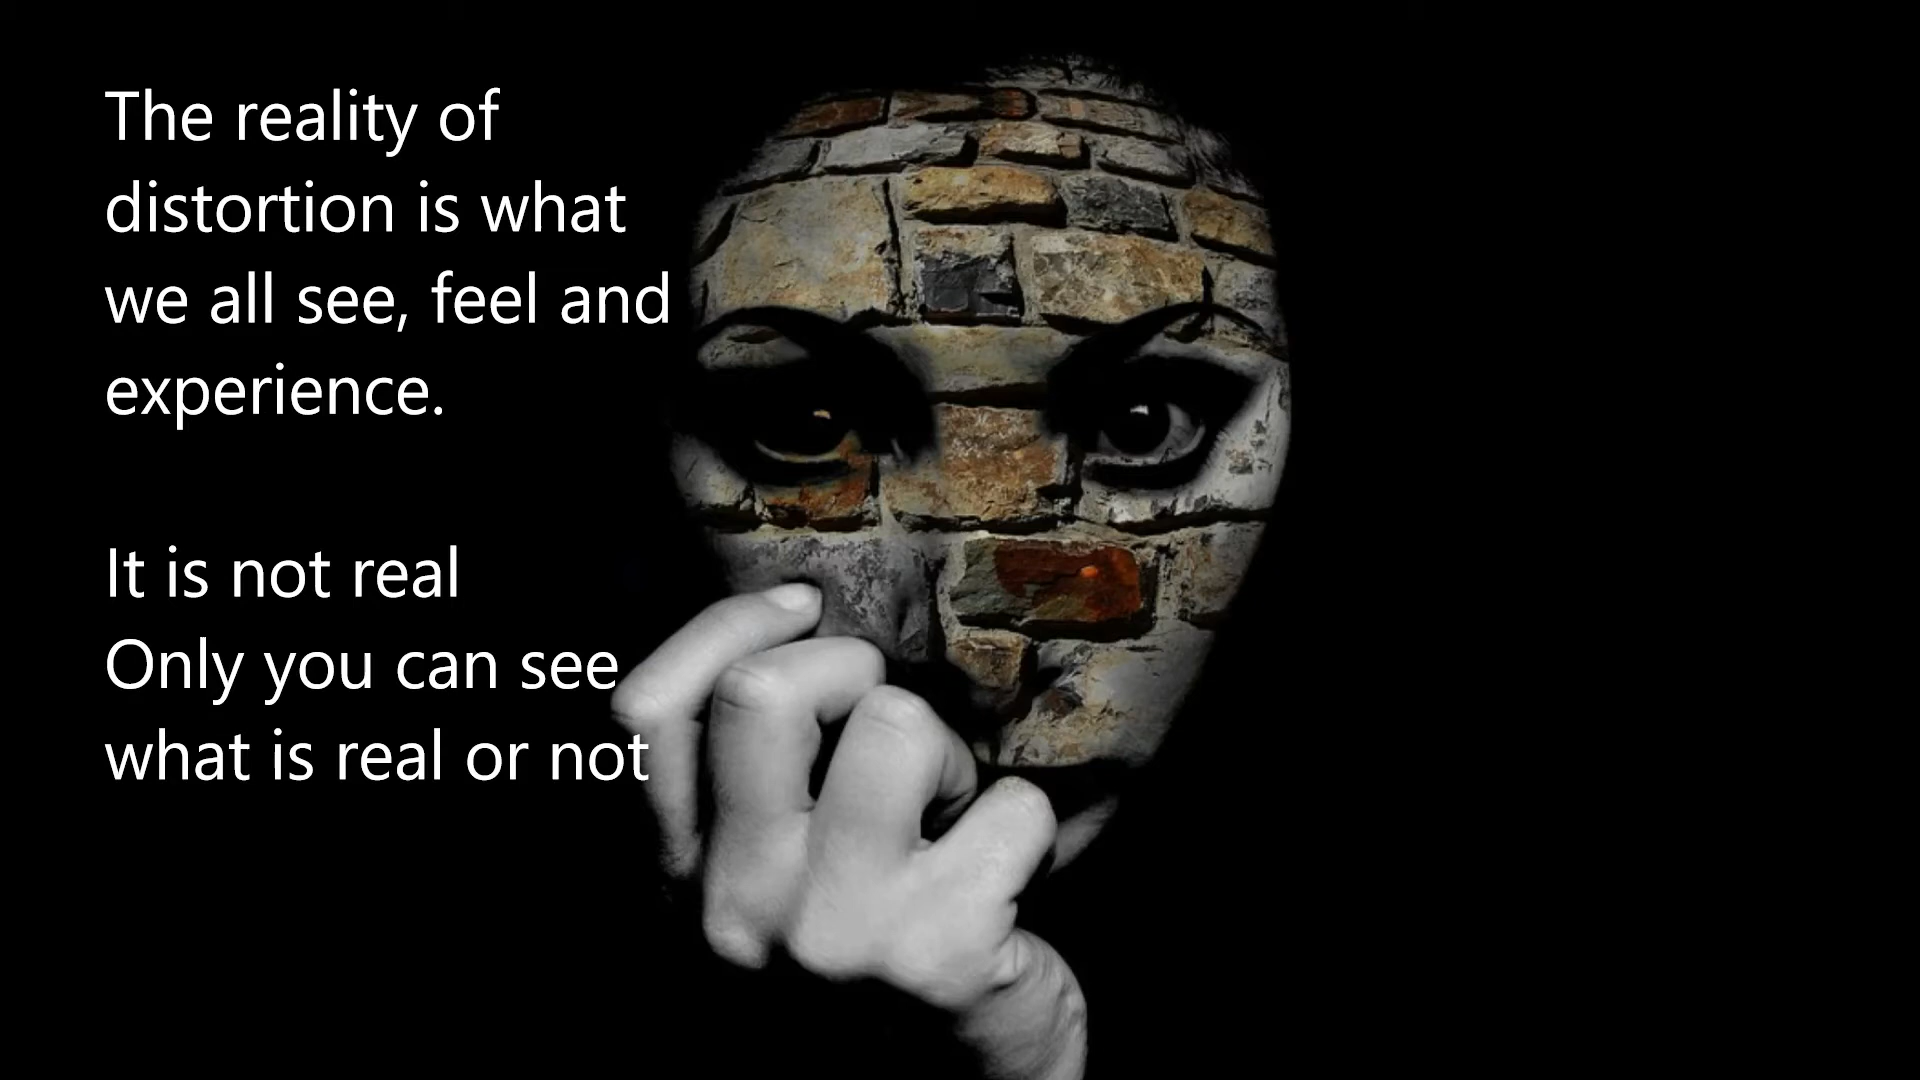 The reality of
distortion is what
we all see, feel and
experience.
It is not real
Only you can see
what is real or not